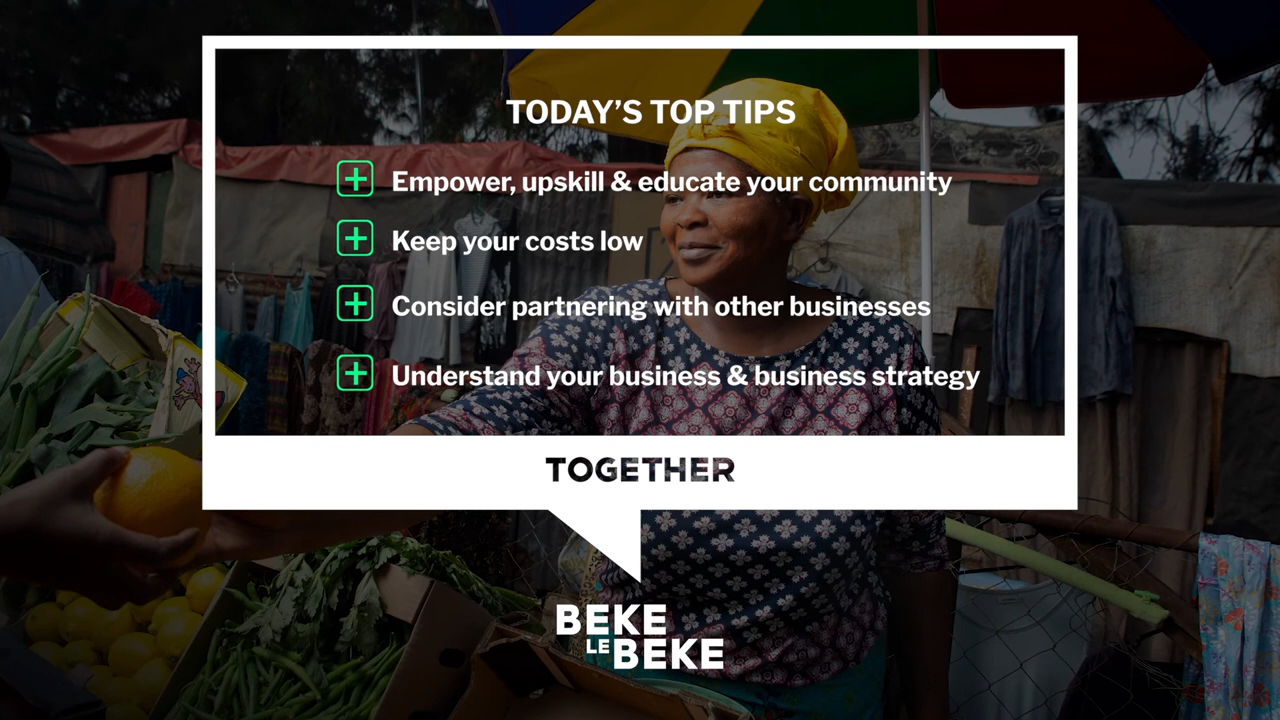 TODAY’S TOP TIPS
Empower, upskill & educate your community
Keep your costs low
Consider partnering with other businesses
Understand your business & business strategy
TOGETHER
BEKE
LE BEKE